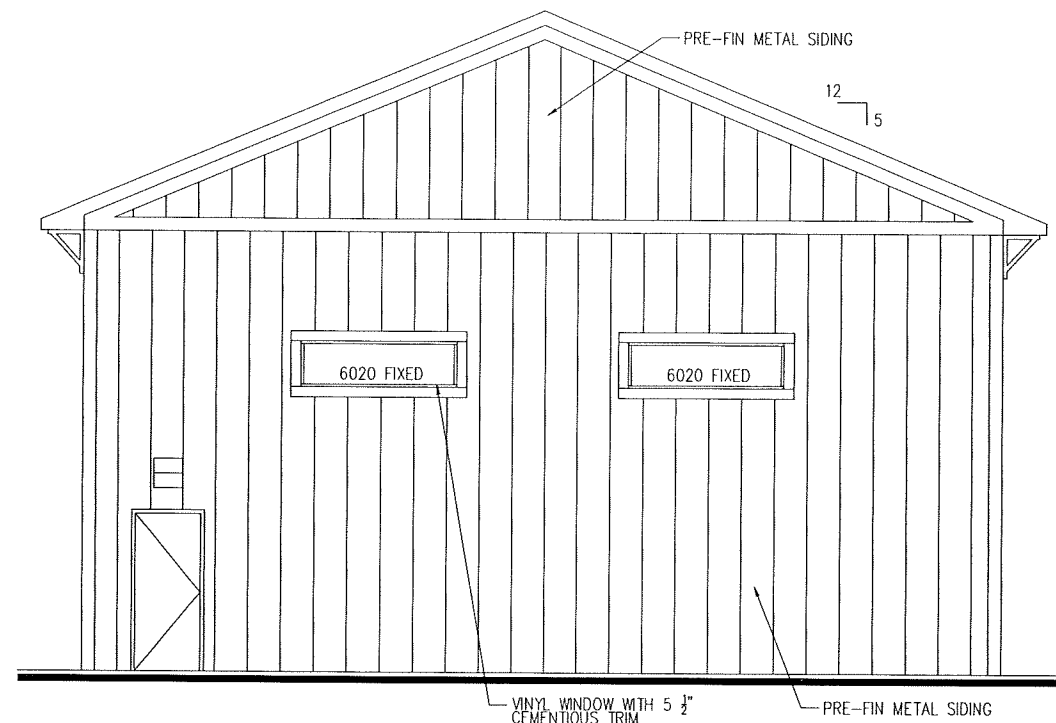 PRE-FIN METAL SIDING
12
5
6020 FIXED
6020 FIXED
VINYL WINDOW WITH 5 1/2"
CEMENTIOUS TRIM
PRE-FIN METAL SIDING